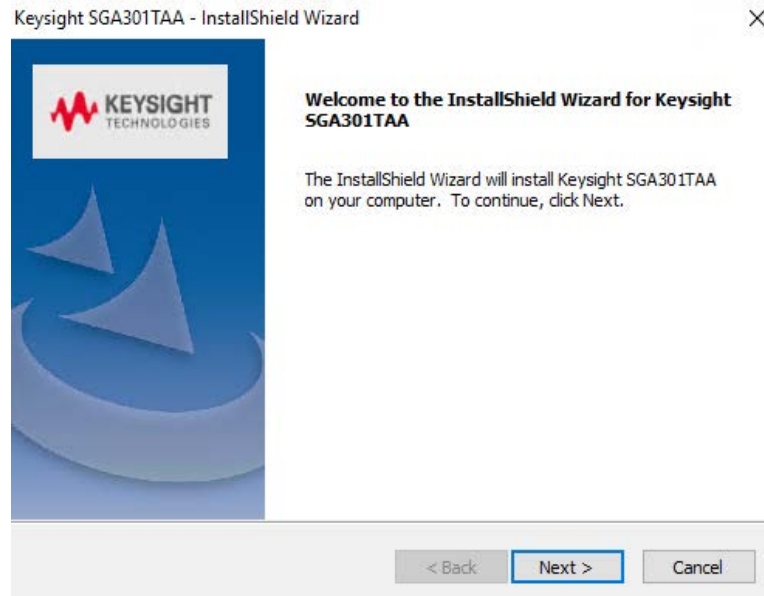 Keysight SGA301TAA - InstallShield Wizard
KEYSIGHT
TECHNOLOGIES
Welcome to the InstallShield Wizard for Keysight
SGA301TAA
The InstallShield Wizard will install Keysight SGA301TAA
on your computer. To continue, click Next.
< Back Next > Cancel